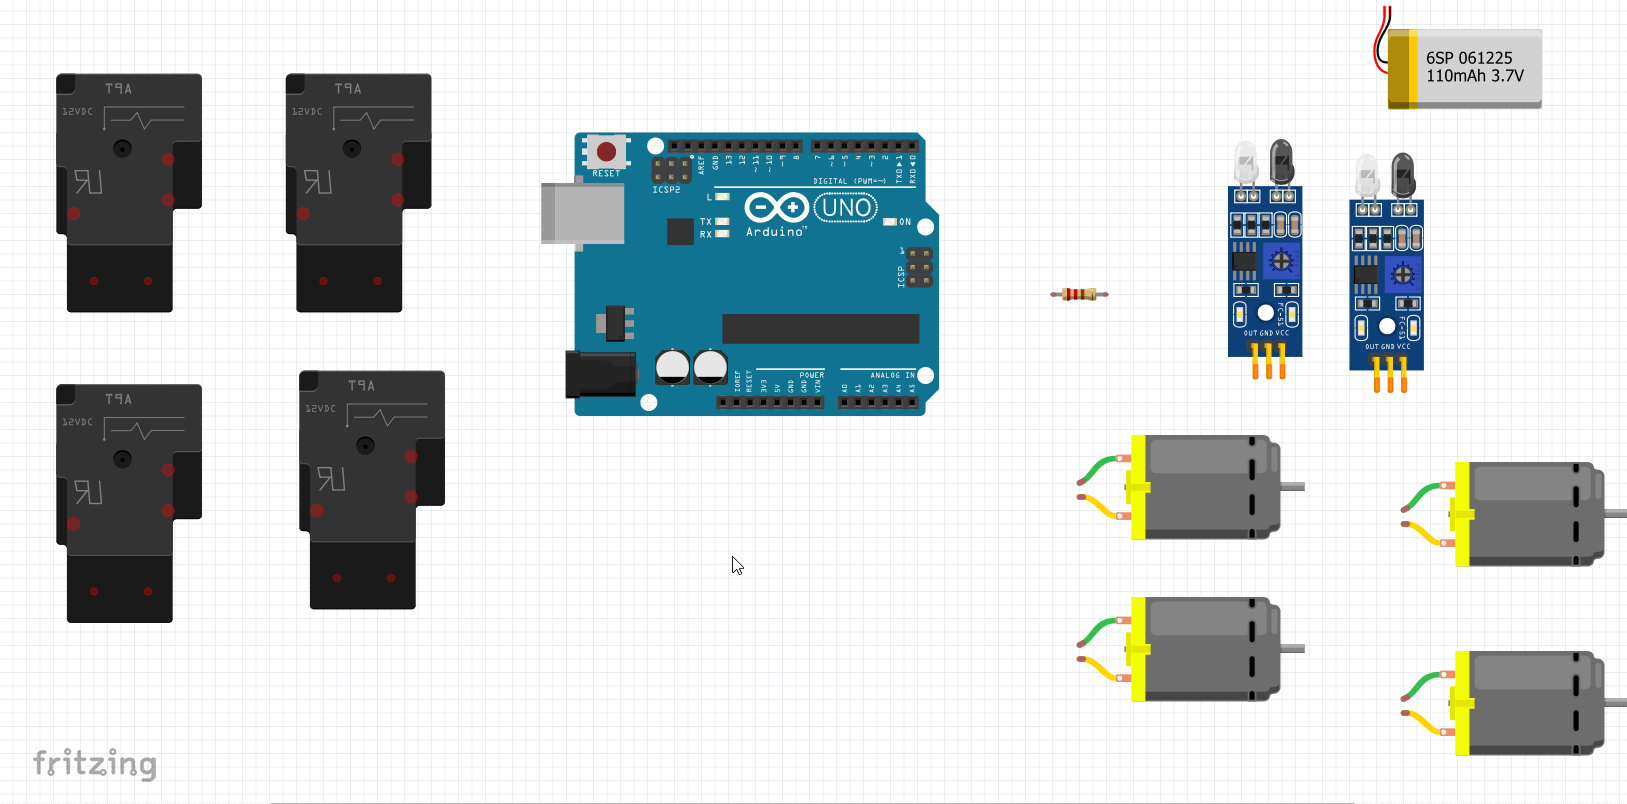 6SP 061225
110mAh 3.7V
T9A
12VDC
T9A
12VDC
RESET
ICSP2
AREF
GND
13
12
~11
~10
~9
8
7
~6
~5
4
~3
2
TXD 1
RXD 0
DIGITAL (PWM=~)
L
TX
RX
UNO
Arduino™
ON
1
ICSP
OUT GND VCC
FC-51
OUT GND VCC
FC-51
POWER
ANALOG IN
IOREF
RESET
3V3
5V
GND
GND
VIN
A0
A1
A2
A3
A4
A5
T9A
12VDC
T9A
12VDC
fritzing